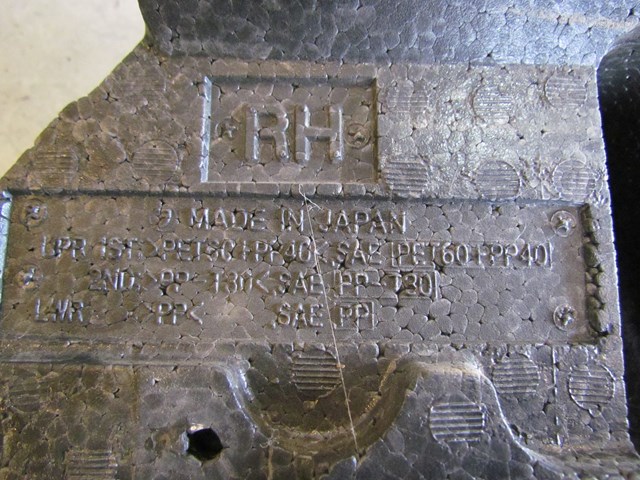 RH
MADE IN JAPAN
UPR 1ST >PET60+PP40< SAE PET60+PP40
2ND >PP-T30< SAE PP-T30
LWR >PP< SAE PP